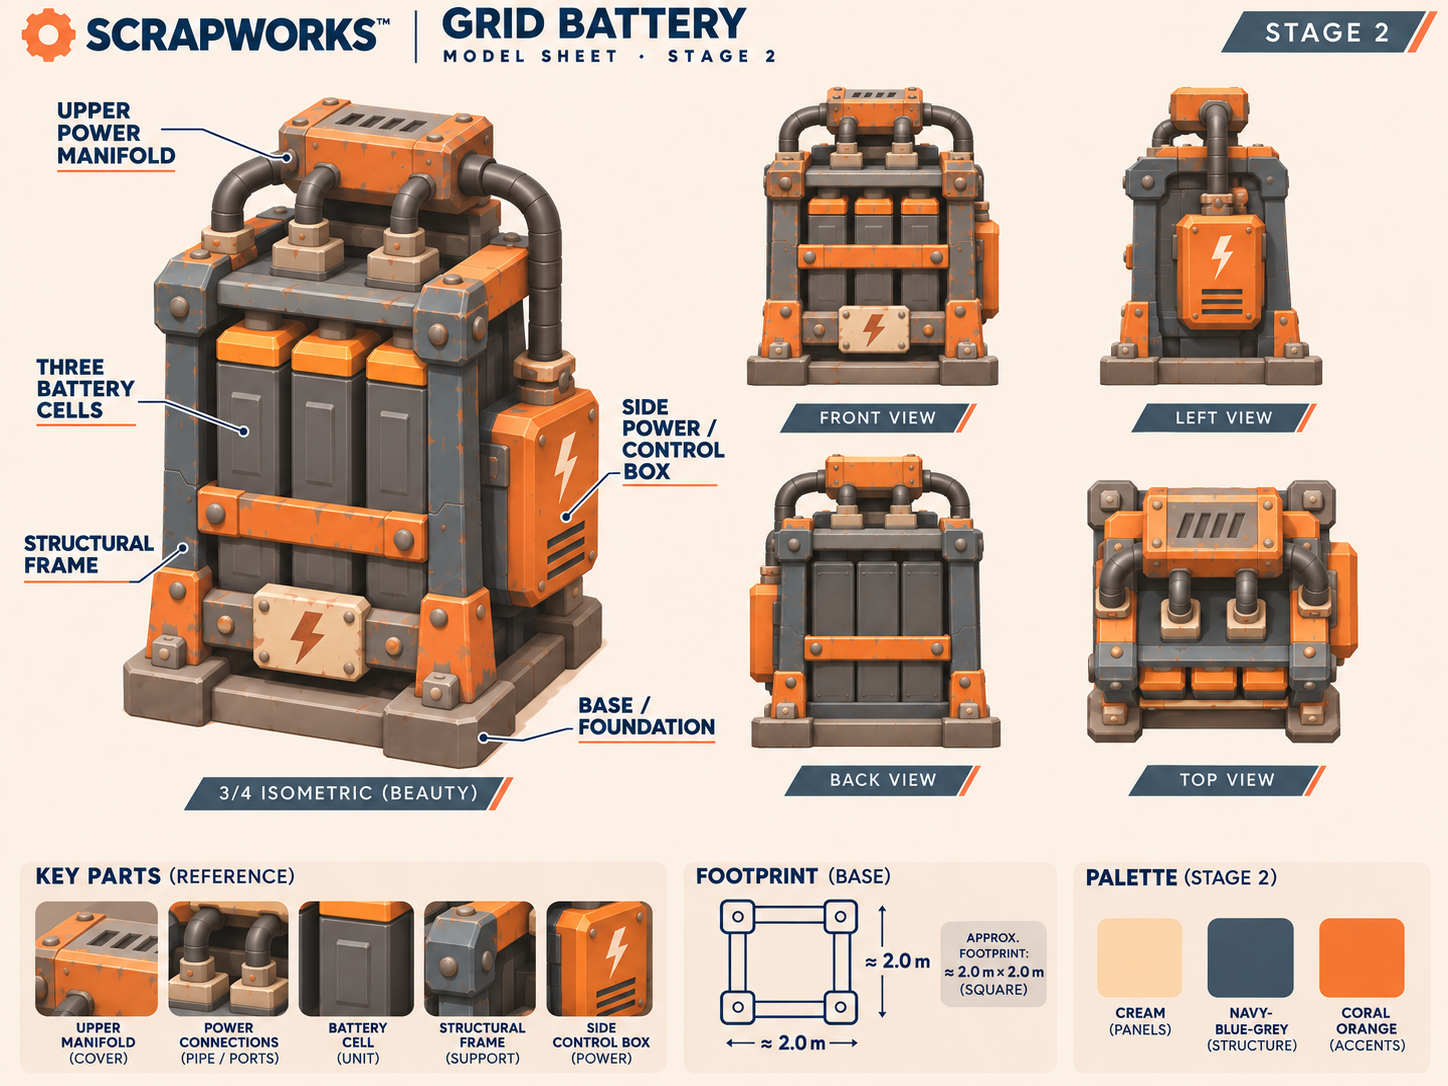 SCRAPWORKS™
GRID BATTERY
MODEL SHEET · STAGE 2
STAGE 2
UPPER
POWER
MANIFOLD
THREE
BATTERY
CELLS
STRUCTURAL
FRAME
SIDE
POWER /
CONTROL
BOX
BASE /
FOUNDATION
3/4 ISOMETRIC (BEAUTY)
FRONT VIEW
LEFT VIEW
BACK VIEW
TOP VIEW
KEY PARTS (REFERENCE)
UPPER
MANIFOLD
(COVER)
POWER
CONNECTIONS
(PIPE / PORTS)
BATTERY
CELL
(UNIT)
STRUCTURAL
FRAME
(SUPPORT)
SIDE
CONTROL BOX
(POWER)
FOOTPRINT (BASE)
≈ 2.0 m
≈ 2.0 m
APPROX.
FOOTPRINT:
≈ 2.0 m × 2.0 m
(SQUARE)
PALETTE (STAGE 2)
CREAM
(PANELS)
NAVY-
BLUE-GREY
(STRUCTURE)
CORAL
ORANGE
(ACCENTS)